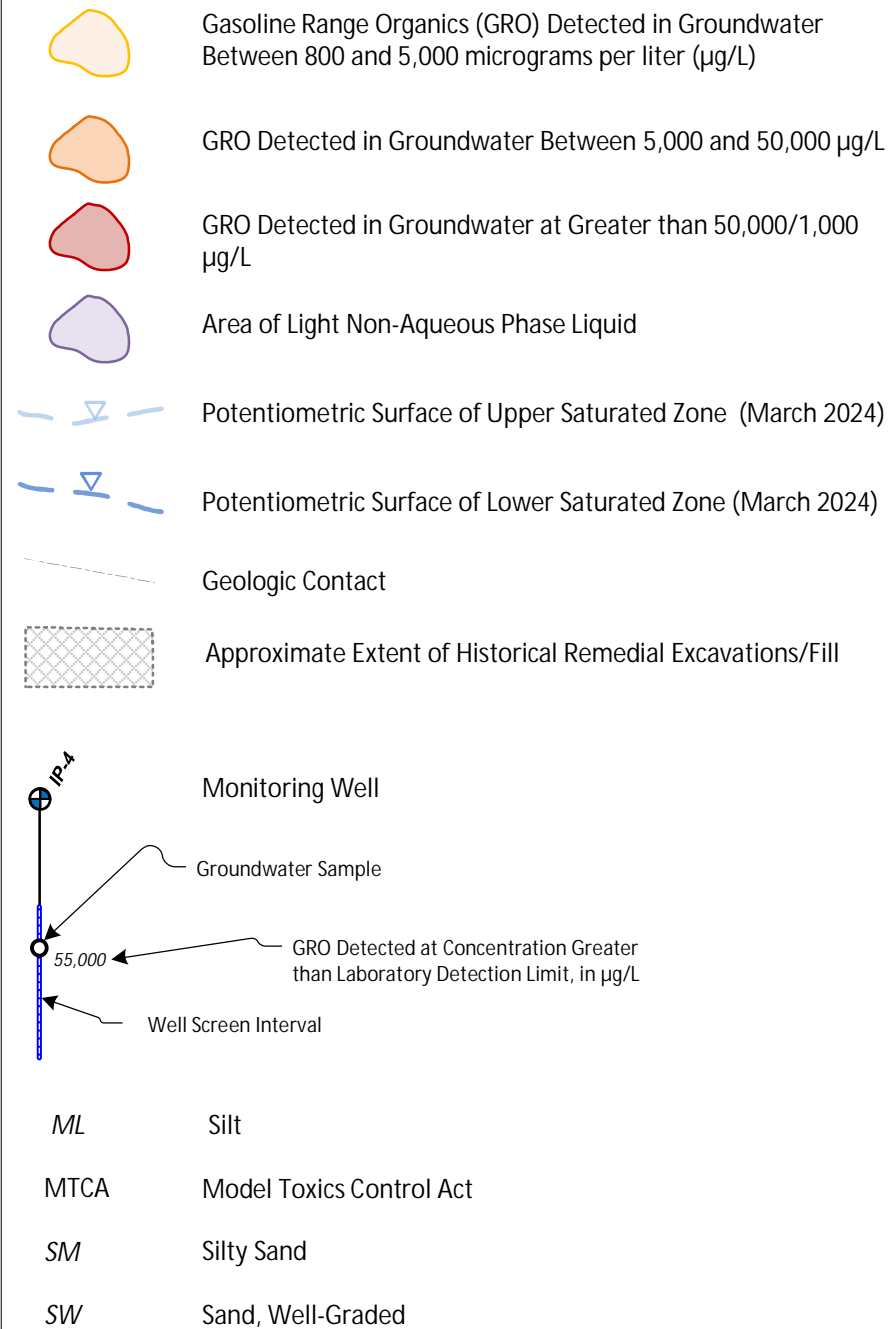 Gasoline Range Organics (GRO) Detected in Groundwater
Between 800 and 5,000 micrograms per liter (µg/L)
GRO Detected in Groundwater Between 5,000 and 50,000 µg/L
GRO Detected in Groundwater at Greater than 50,000/1,000
µg/L
Area of Light Non-Aqueous Phase Liquid
Potentiometric Surface of Upper Saturated Zone (March 2024)
Potentiometric Surface of Lower Saturated Zone (March 2024)
Geologic Contact
Approximate Extent of Historical Remedial Excavations/Fill
IP-4
Monitoring Well
Groundwater Sample
55,000
GRO Detected at Concentration Greater
than Laboratory Detection Limit, in µg/L
Well Screen Interval
ML Silt
MTCA Model Toxics Control Act
SM Silty Sand
SW Sand, Well-Graded